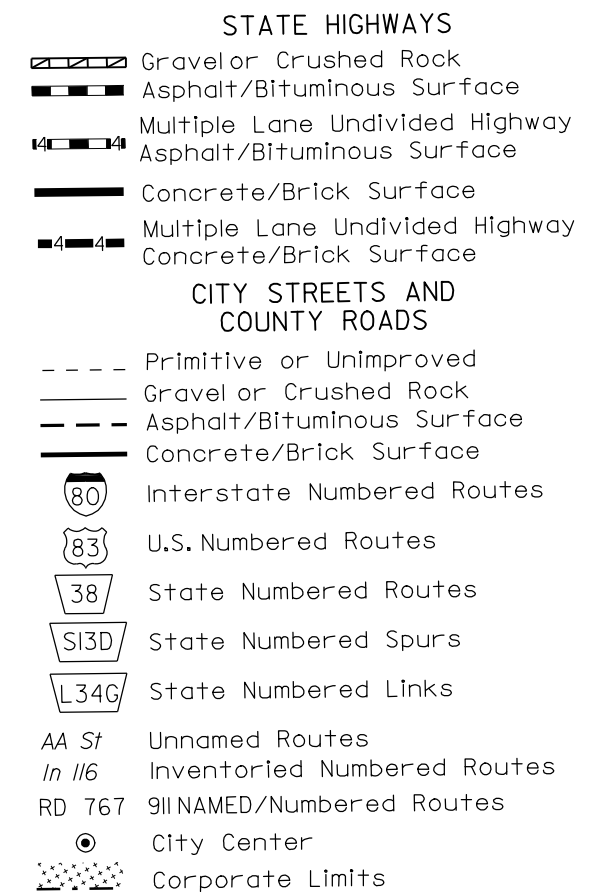 STATE HIGHWAYS
Gravel or Crushed Rock
Asphalt/Bituminous Surface
Multiple Lane Undivided Highway
4 4 Asphalt/Bituminous Surface
Concrete/Brick Surface
Multiple Lane Undivided Highway
4 4 Concrete/Brick Surface
CITY STREETS AND
COUNTY ROADS
Primitive or Unimproved
Gravel or Crushed Rock
Asphalt/Bituminous Surface
Concrete/Brick Surface
80 Interstate Numbered Routes
83 U.S. Numbered Routes
38 State Numbered Routes
S13D State Numbered Spurs
L34G State Numbered Links
AA St Unnamed Routes
In 116 Inventoried Numbered Routes
RD 767 911 NAMED/Numbered Routes
City Center
Corporate Limits